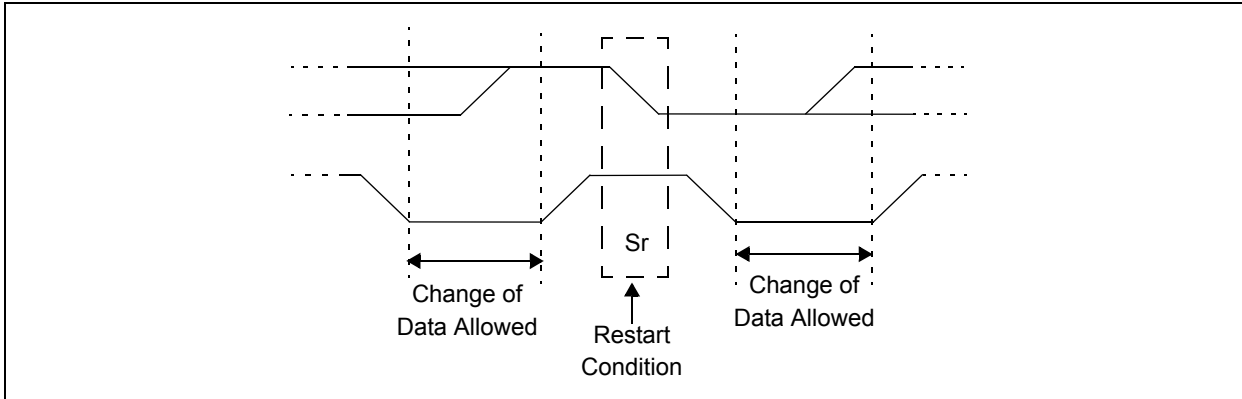 Sr
Change of
Data Allowed
Restart
Condition
Change of
Data Allowed